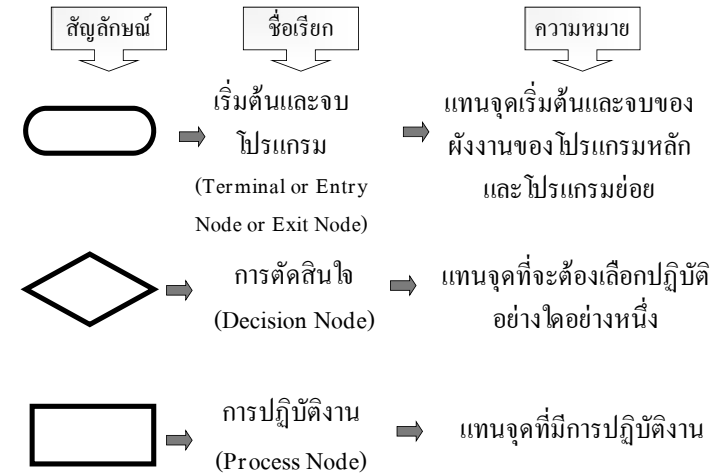 สัญลักษณ์
ชื่อเรียก
ความหมาย
เริ่มต้นและจบ
โปรแกรม
(Terminal or Entry
Node or Exit Node)
แทนจุดเริ่มต้นและจบของ
ผังงานของโปรแกรมหลัก
และโปรแกรมย่อย
การตัดสินใจ
(Decision Node)
แทนจุดที่จะต้องเลือกปฏิบัติ
อย่างใดอย่างหนึ่ง
การปฏิบัติงาน
(Process Node)
แทนจุดที่มีการปฏิบัติงาน